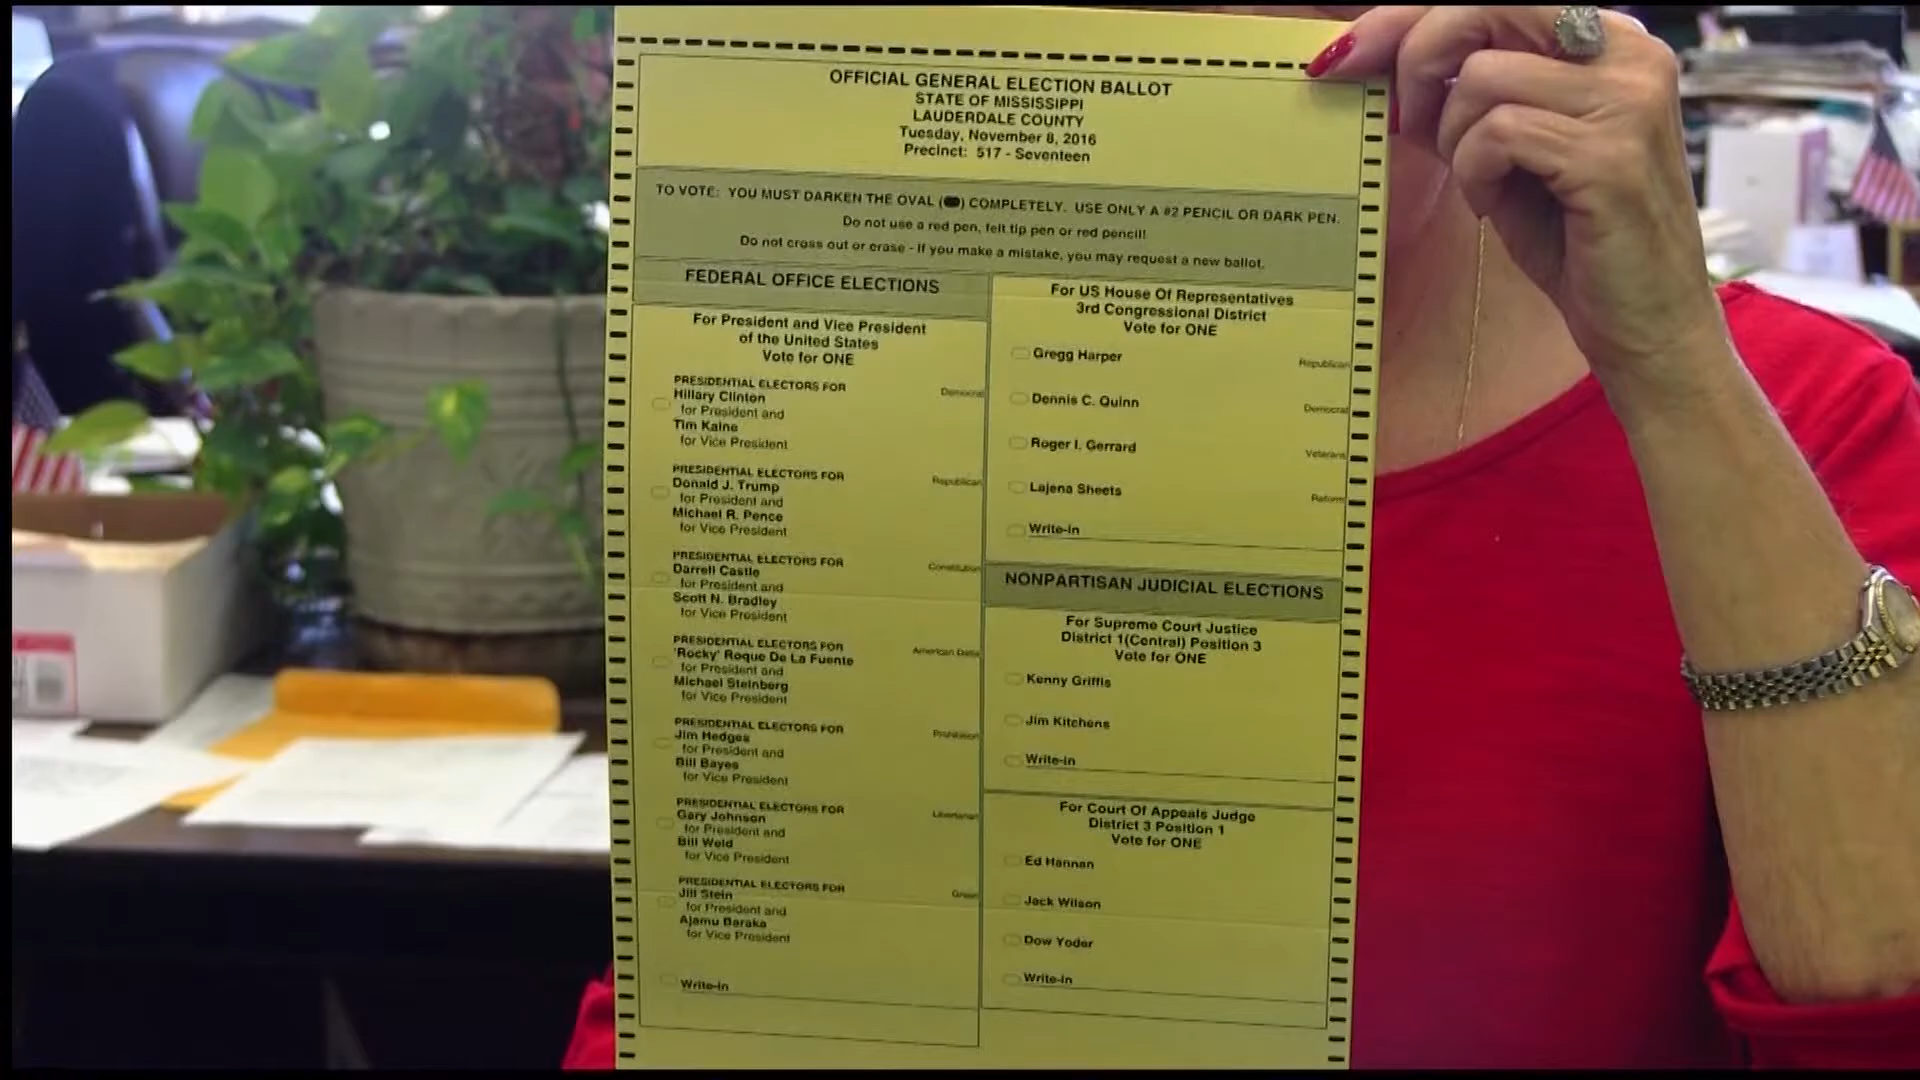 OFFICIAL GENERAL ELECTION BALLOT
STATE OF MISSISSIPPI
LAUDERDALE COUNTY
Tuesday, November 8, 2016
Precinct: 517 - Seventeen
TO VOTE: YOU MUST DARKEN THE OVAL () COMPLETELY. USE ONLY A #2 PENCIL OR DARK PEN.
Do not use a red pen, felt tip pen or red pencil!
Do not cross out or erase - if you make a mistake, you may request a new ballot.
FEDERAL OFFICE ELECTIONS
For President and Vice President
of the United States
Vote for ONE
PRESIDENTIAL ELECTORS FOR
Democrat
Hillary Clinton
for President and
Tim Kaine
for Vice President
PRESIDENTIAL ELECTORS FOR
Republican
Donald J. Trump
for President and
Michael R. Pence
for Vice President
PRESIDENTIAL ELECTORS FOR
Constitution
Darrell Castle
for President and
Scott N. Bradley
for Vice President
PRESIDENTIAL ELECTORS FOR
American Delta
'Rocky' Roque De La Fuente
for President and
Michael Steinberg
for Vice President
PRESIDENTIAL ELECTORS FOR
Prohibition
Jim Hedges
for President and
Bill Bayes
for Vice President
PRESIDENTIAL ELECTORS FOR
Libertarian
Gary Johnson
for President and
Bill Weld
for Vice President
PRESIDENTIAL ELECTORS FOR
Green
Jill Stein
for President and
Ajamu Baraka
for Vice President
Write-in
For US House Of Representatives
3rd Congressional District
Vote for ONE
Gregg Harper Republican
Dennis C. Quinn Democrat
Roger I. Gerrard Veterans
Lajena Sheets Reform
Write-in
NONPARTISAN JUDICIAL ELECTIONS
For Supreme Court Justice
District 1(Central) Position 3
Vote for ONE
Kenny Griffis
Jim Kitchens
Write-in
For Court Of Appeals Judge
District 3 Position 1
Vote for ONE
Ed Hannan
Jack Wilson
Dow Yoder
Write-in